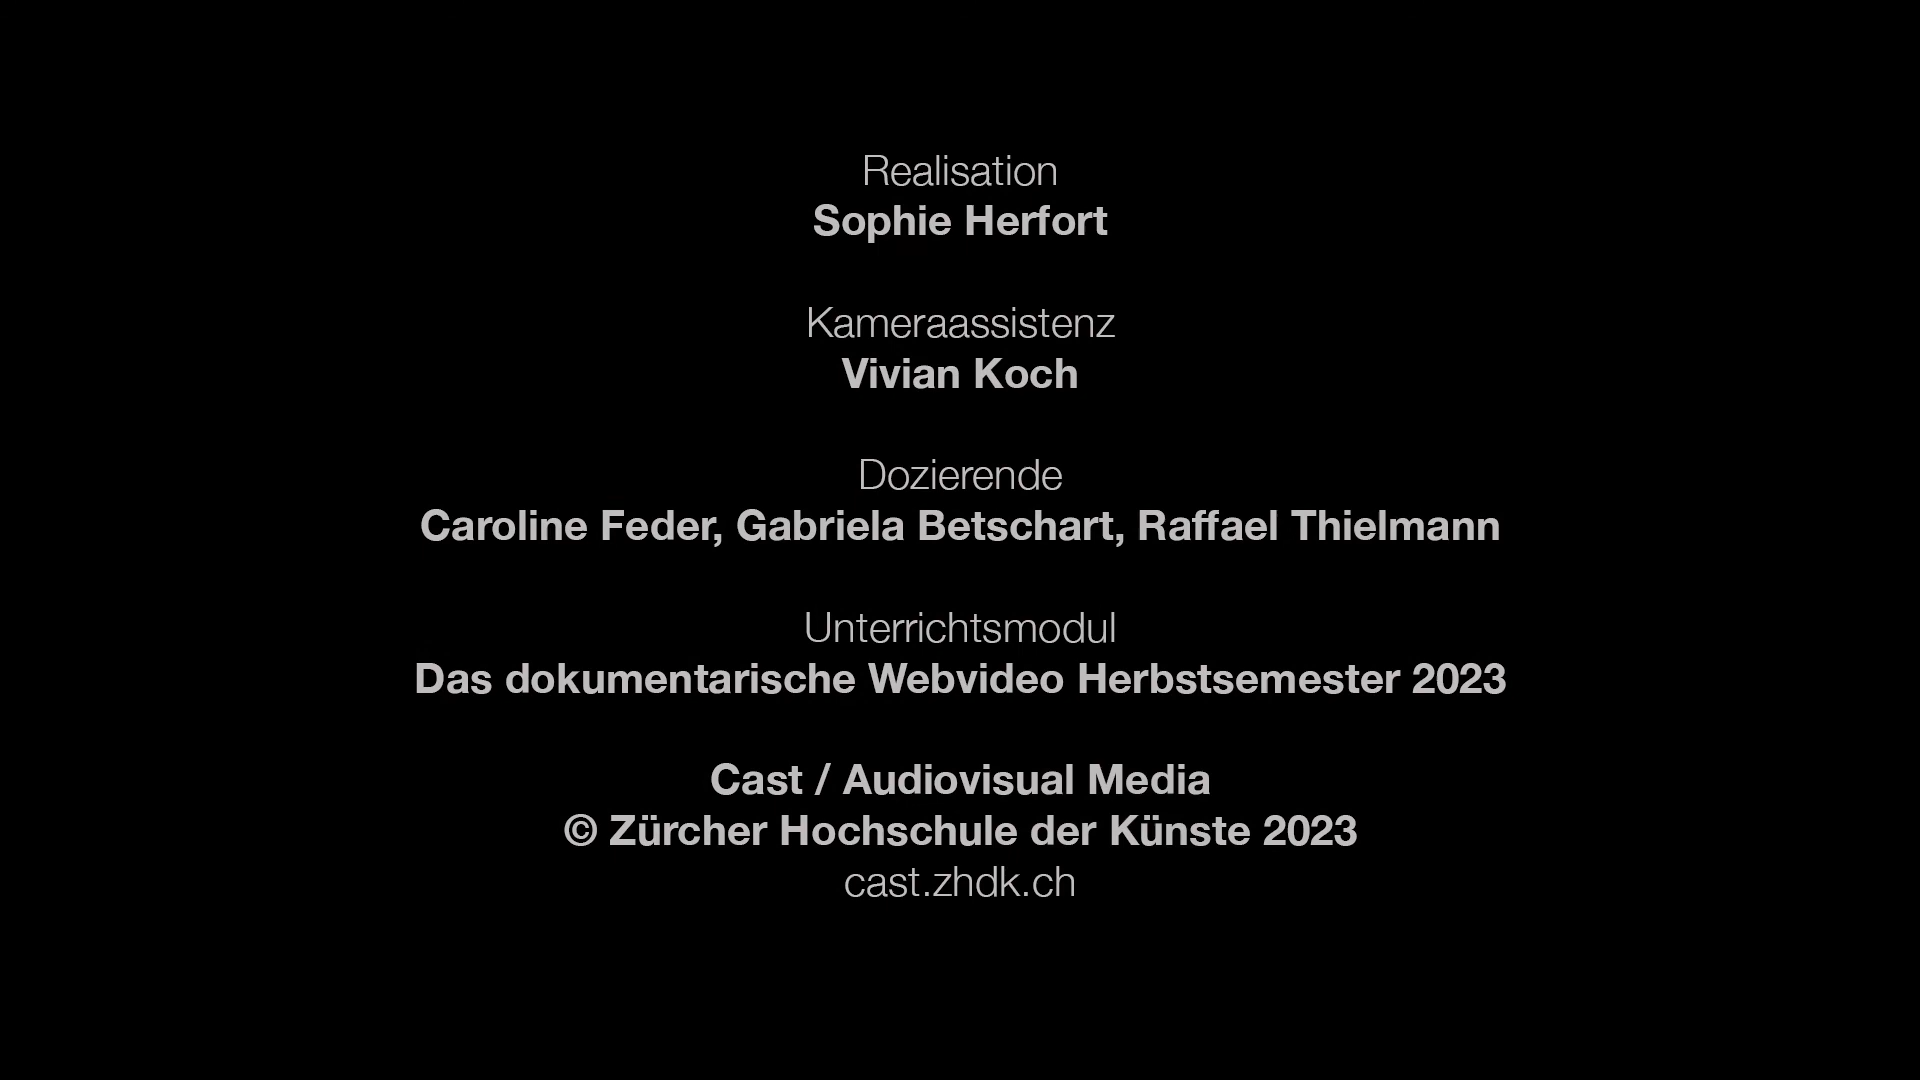 Realisation
Sophie Herfort
Kameraassistenz
Vivian Koch
Dozierende
Caroline Feder, Gabriela Betschart, Raffael Thielmann
Unterrichtsmodul
Das dokumentarische Webvideo Herbstsemester 2023
Cast / Audiovisual Media
© Zürcher Hochschule der Künste 2023
cast.zhdk.ch